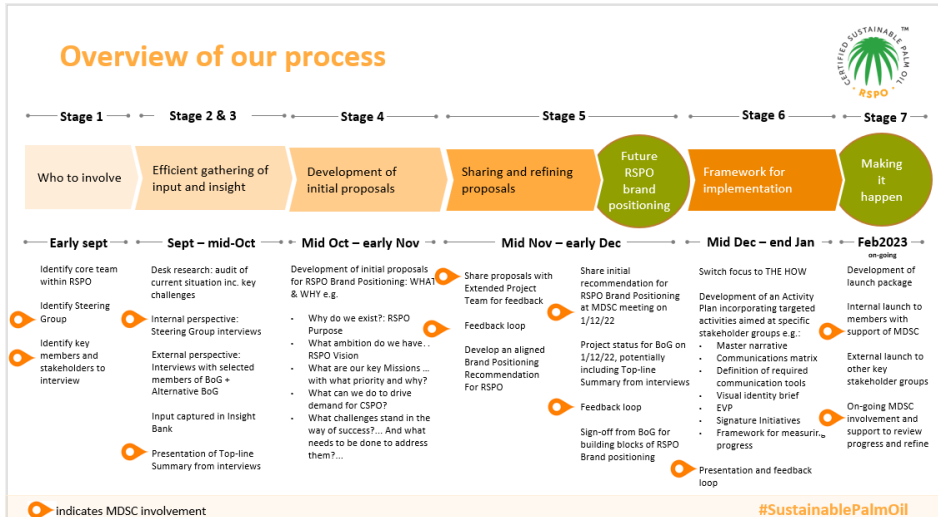 Overview of our process
CERTIFIED SUSTAINABLE PALM OIL
· RSPO ·
TM
Stage 1
Stage 2 & 3
Stage 4
Stage 5
Stage 6
Stage 7
Who to involve
Efficient gathering of
input and insight
Development of
initial proposals
Sharing and refining
proposals
Future
RSPO
brand
positioning
Framework for
implementation
Making
it
happen
Early sept
Identify core team
within RSPO
Identify Steering
Group
Identify key
members and
stakeholders to
interview
Sept – mid-Oct
Desk research: audit of
current situation inc. key
challenges
Internal perspective:
Steering Group interviews
External perspective:
Interviews with selected
members of BoG +
Alternative BoG
Input captured in Insight
Bank
Presentation of Top-line
Summary from interviews
Mid Oct – early Nov
Development of initial proposals
for RSPO Brand Positioning: WHAT
& WHY e.g.
• Why do we exist?: RSPO
Purpose
• What ambition do we have.
RSPO Vision
• What are our key Missions ...
with what priority and why?
• What can we do to drive
demand for CSPO?
• What challenges stand in the
way of success?... And what
needs to be done to address
them?...
Mid Nov – early Dec
Share proposals with
Extended Project
Team for feedback
Feedback loop
Develop an aligned
Brand Positioning
Recommendation
For RSPO
Share initial
recommendation for
RSPO Brand Positioning
at MDSC meeting on
1/12/22
Project status for BoG on
1/12/22, potentially
including Top-line
Summary from interviews
Feedback loop
Sign-off from BoG for
building blocks of RSPO
Brand positioning
Mid Dec – end Jan
Switch focus to THE HOW
Development of an Activity
Plan incorporating targeted
activities aimed at specific
stakeholder groups e.g.:
• Master narrative
• Communications matrix
• Definition of required
communication tools
• Visual identity brief
• EVP
• Signature Initiatives
• Framework for measuring
progress
Presentation and feedback
loop
Feb2023
on-going
Development of
launch package
Internal launch to
members with
support of MDSC
External launch to
other key
stakeholder groups
On-going MDSC
involvement and
support to review
progress and refine
indicates MDSC involvement
#SustainablePalmOil